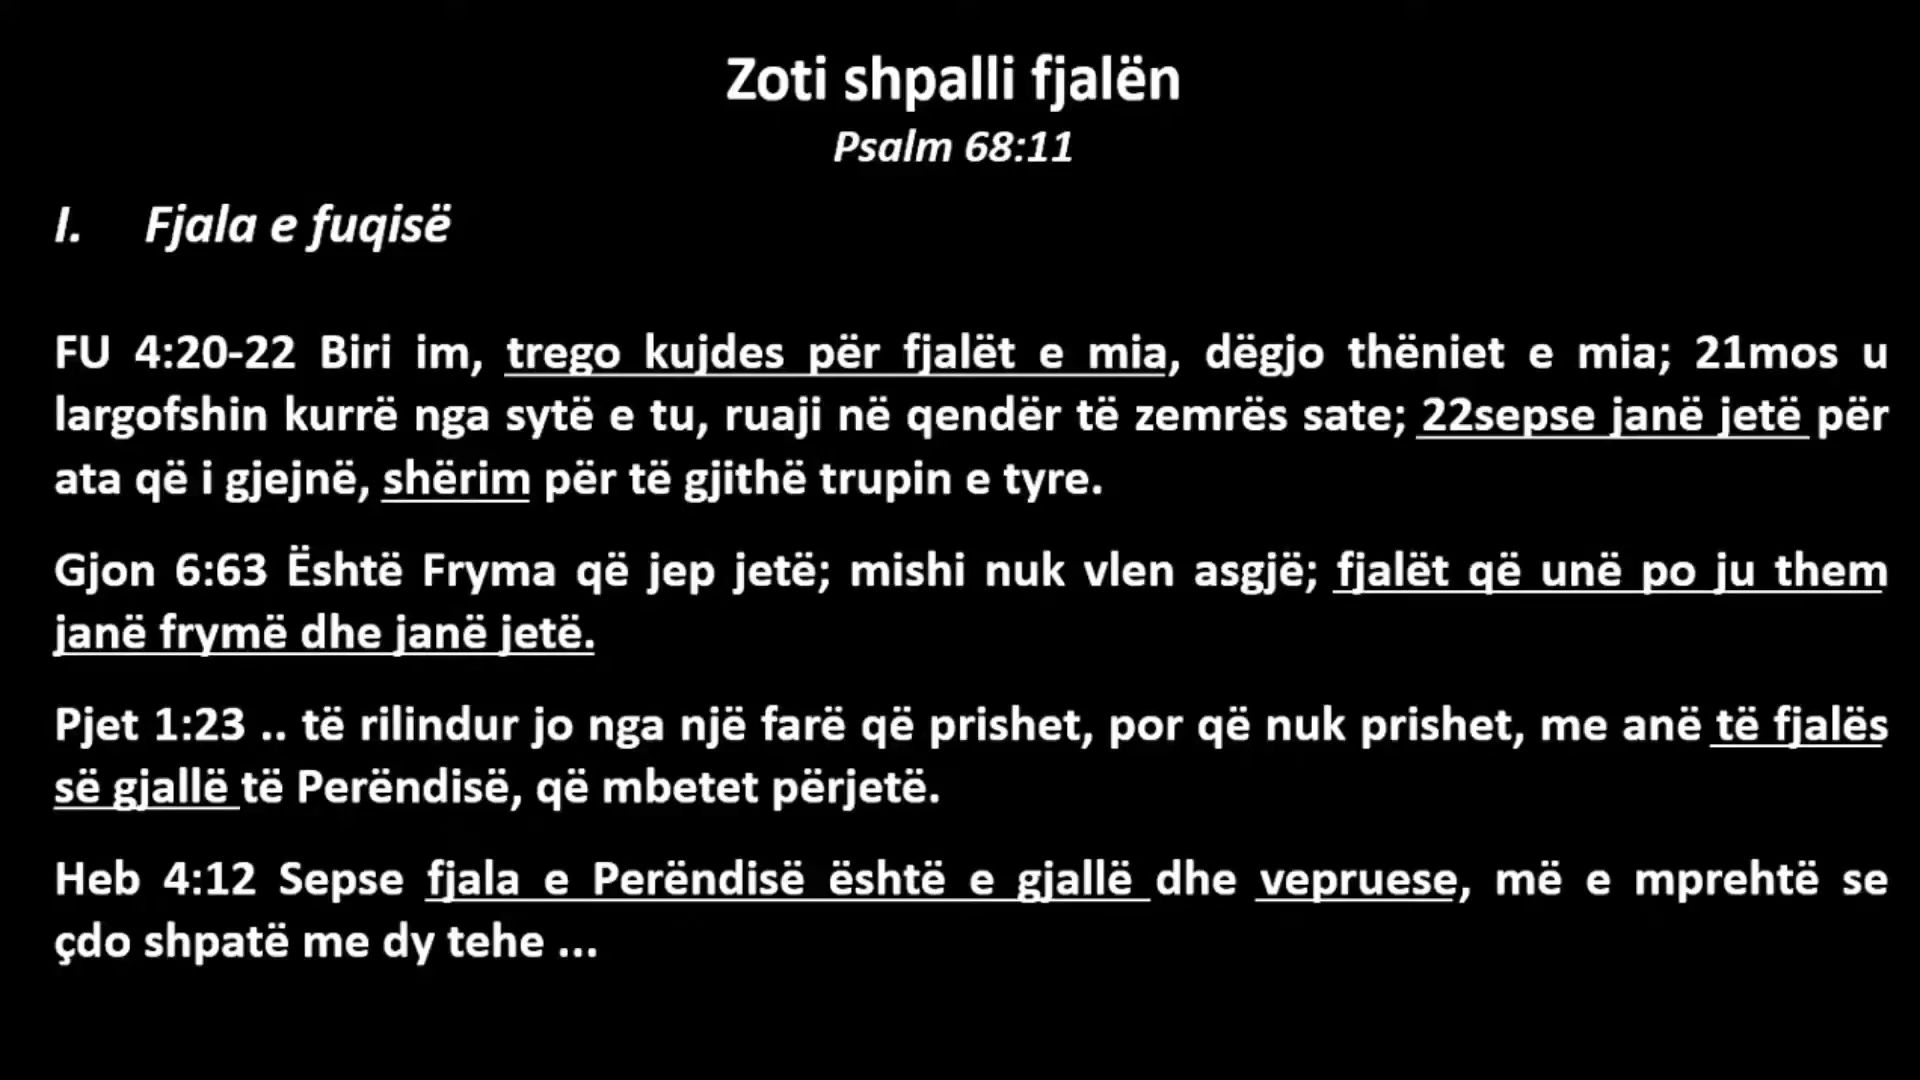 Zoti shpalli fjalën
Psalm 68:11
I. Fjala e fuqisë
FU 4:20-22 Biri im, trego kujdes për fjalët e mia, dëgjo thëniet e mia; 21mos u
largofshin kurrë nga sytë e tu, ruaji në qendër të zemrës sate; 22sepse janë jetë për
ata që i gjejnë, shërim për të gjithë trupin e tyre.
Gjon 6:63 Është Fryma që jep jetë; mishi nuk vlen asgjë; fjalët që unë po ju them
janë frymë dhe janë jetë.
Pjet 1:23 .. të rilindur jo nga një farë që prishet, por që nuk prishet, me anë të fjalës
së gjallë të Perëndisë, që mbetet përjetë.
Heb 4:12 Sepse fjala e Perëndisë është e gjallë dhe vepruese, më e mprehtë se
çdo shpatë me dy tehe ...